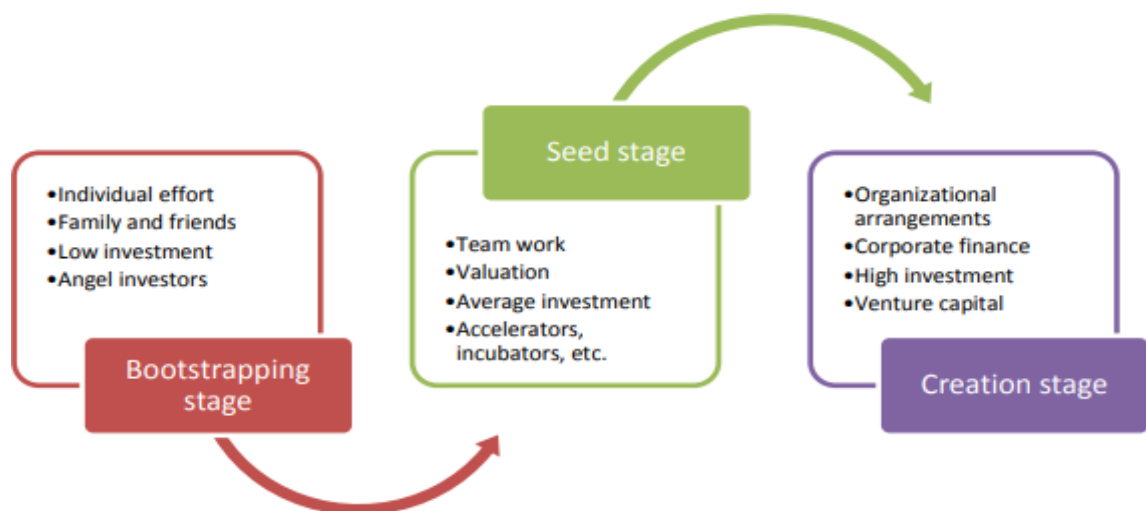 •Individual effort
•Family and friends
•Low investment
•Angel investors
Bootstrapping
stage
Seed stage
•Team work
•Valuation
•Average investment
•Accelerators,
incubators, etc.
•Organizational
arrangements
•Corporate finance
•High investment
•Venture capital
Creation stage